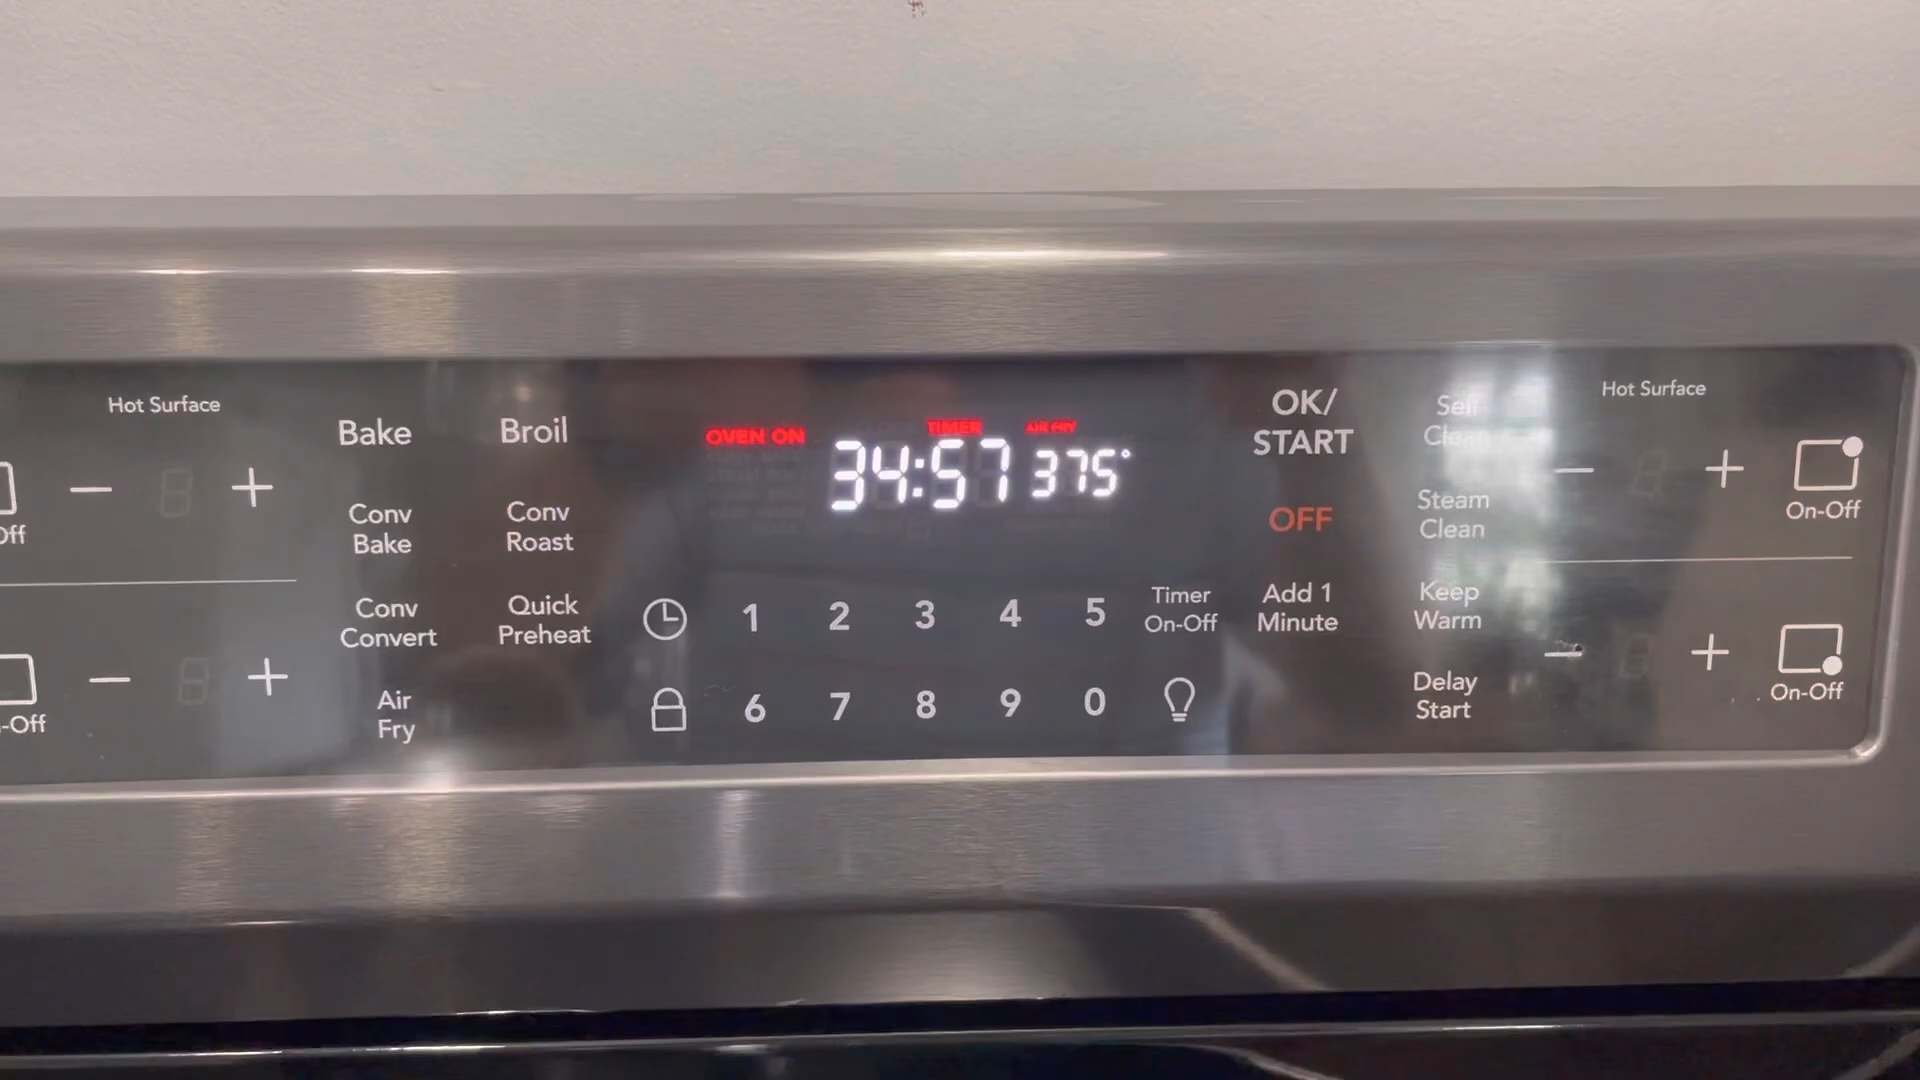 Hot Surface
Off
-Off
Bake
Broil
Conv
Bake
Conv
Roast
Conv
Convert
Quick
Preheat
Air
Fry
OVEN ON
TIMER
AIR FRY
34:57 375°
1 2 3 4 5
6 7 8 9 0
Timer
On-Off
OK/
START
OFF
Add 1
Minute
Self
Clean
Steam
Clean
Keep
Warm
Delay
Start
Hot Surface
On-Off
On-Off